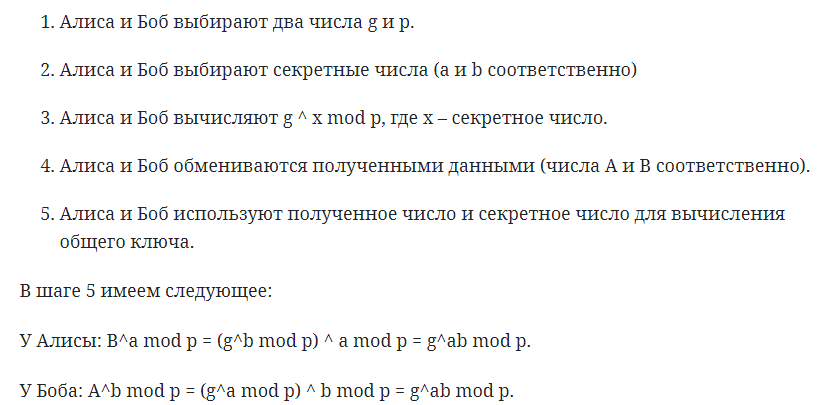 1. Алиса и Боб выбирают два числа g и p.
2. Алиса и Боб выбирают секретные числа (a и b соответственно)
3. Алиса и Боб вычисляют g ^ x mod p, где x – секретное число.
4. Алиса и Боб обмениваются полученными данными (числа A и B соответственно).
5. Алиса и Боб используют полученное число и секретное число для вычисления
общего ключа.
В шаге 5 имеем следующее:
У Алисы: B^a mod p = (g^b mod p) ^ a mod p = g^ab mod p.
У Боба: A^b mod p = (g^a mod p) ^ b mod p = g^ab mod p.